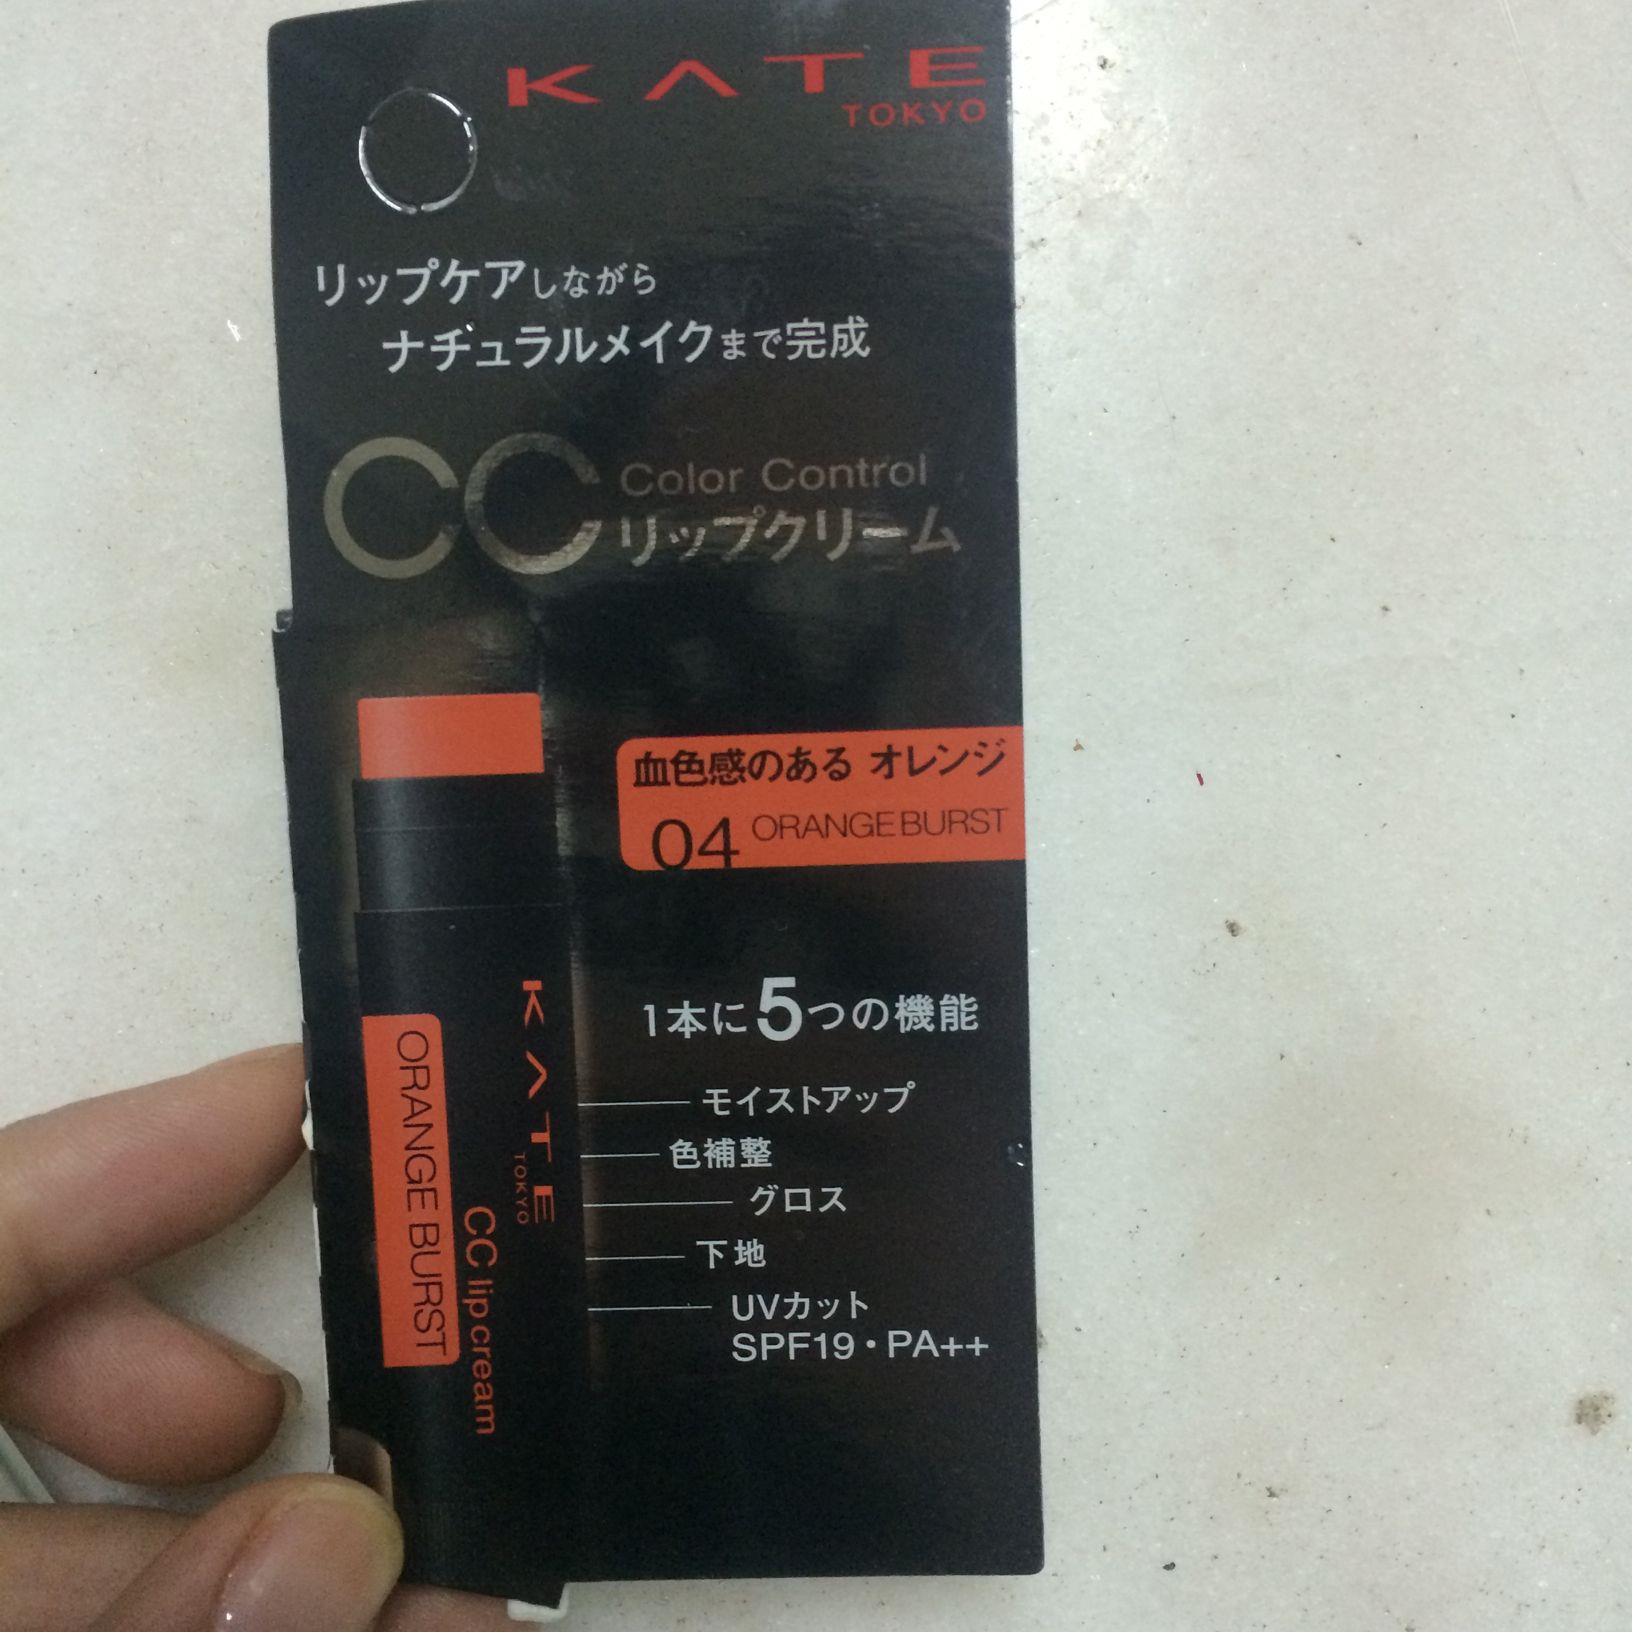 KATE
TOKYO
リップケアしながら
ナチュラルメイクまで完成
CC Color Control
リップクリーム
血色感のある オレンジ
04 ORANGE BURST
1本に5つの機能
モイストアップ
色補整
グロス
下地
UVカット
SPF19・PA++
KATE
TOKYO
CC lip cream
ORANGE BURST